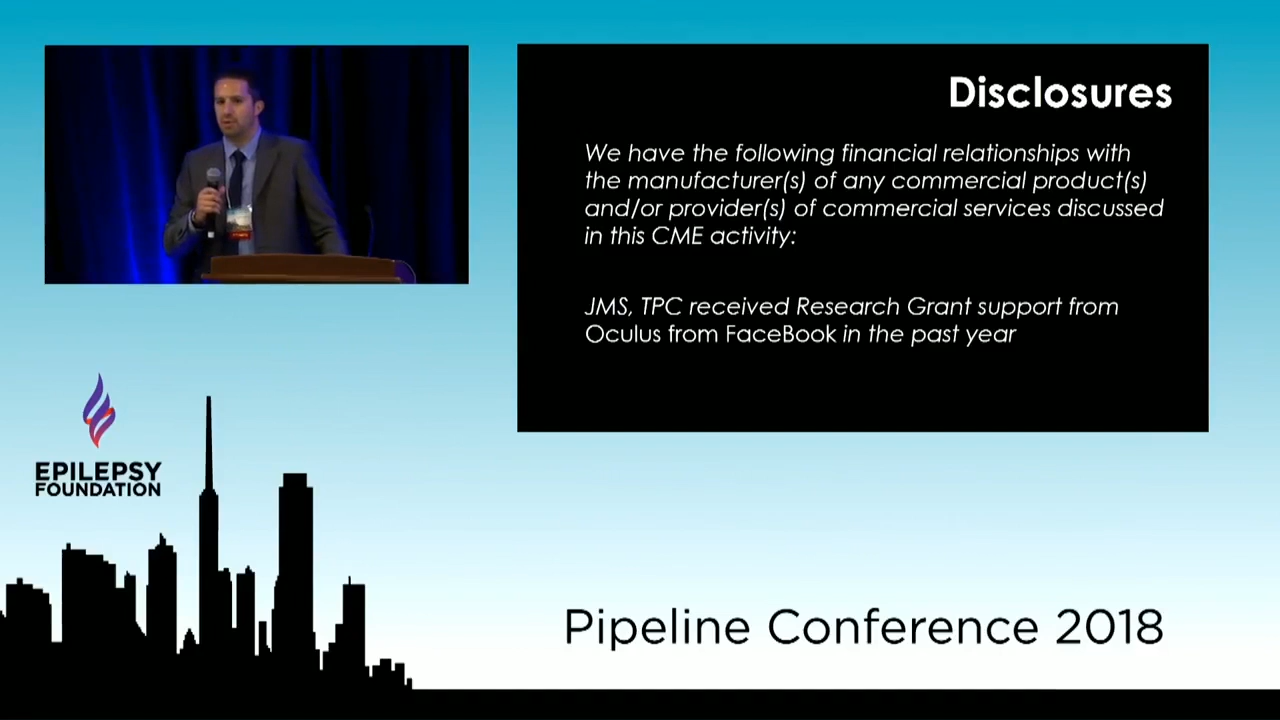 Disclosures
We have the following financial relationships with
the manufacturer(s) of any commercial product(s)
and/or provider(s) of commercial services discussed
in this CME activity:
JMS, TPC received Research Grant support from
Oculus from FaceBook in the past year
EPILEPSY
FOUNDATION
Pipeline Conference 2018